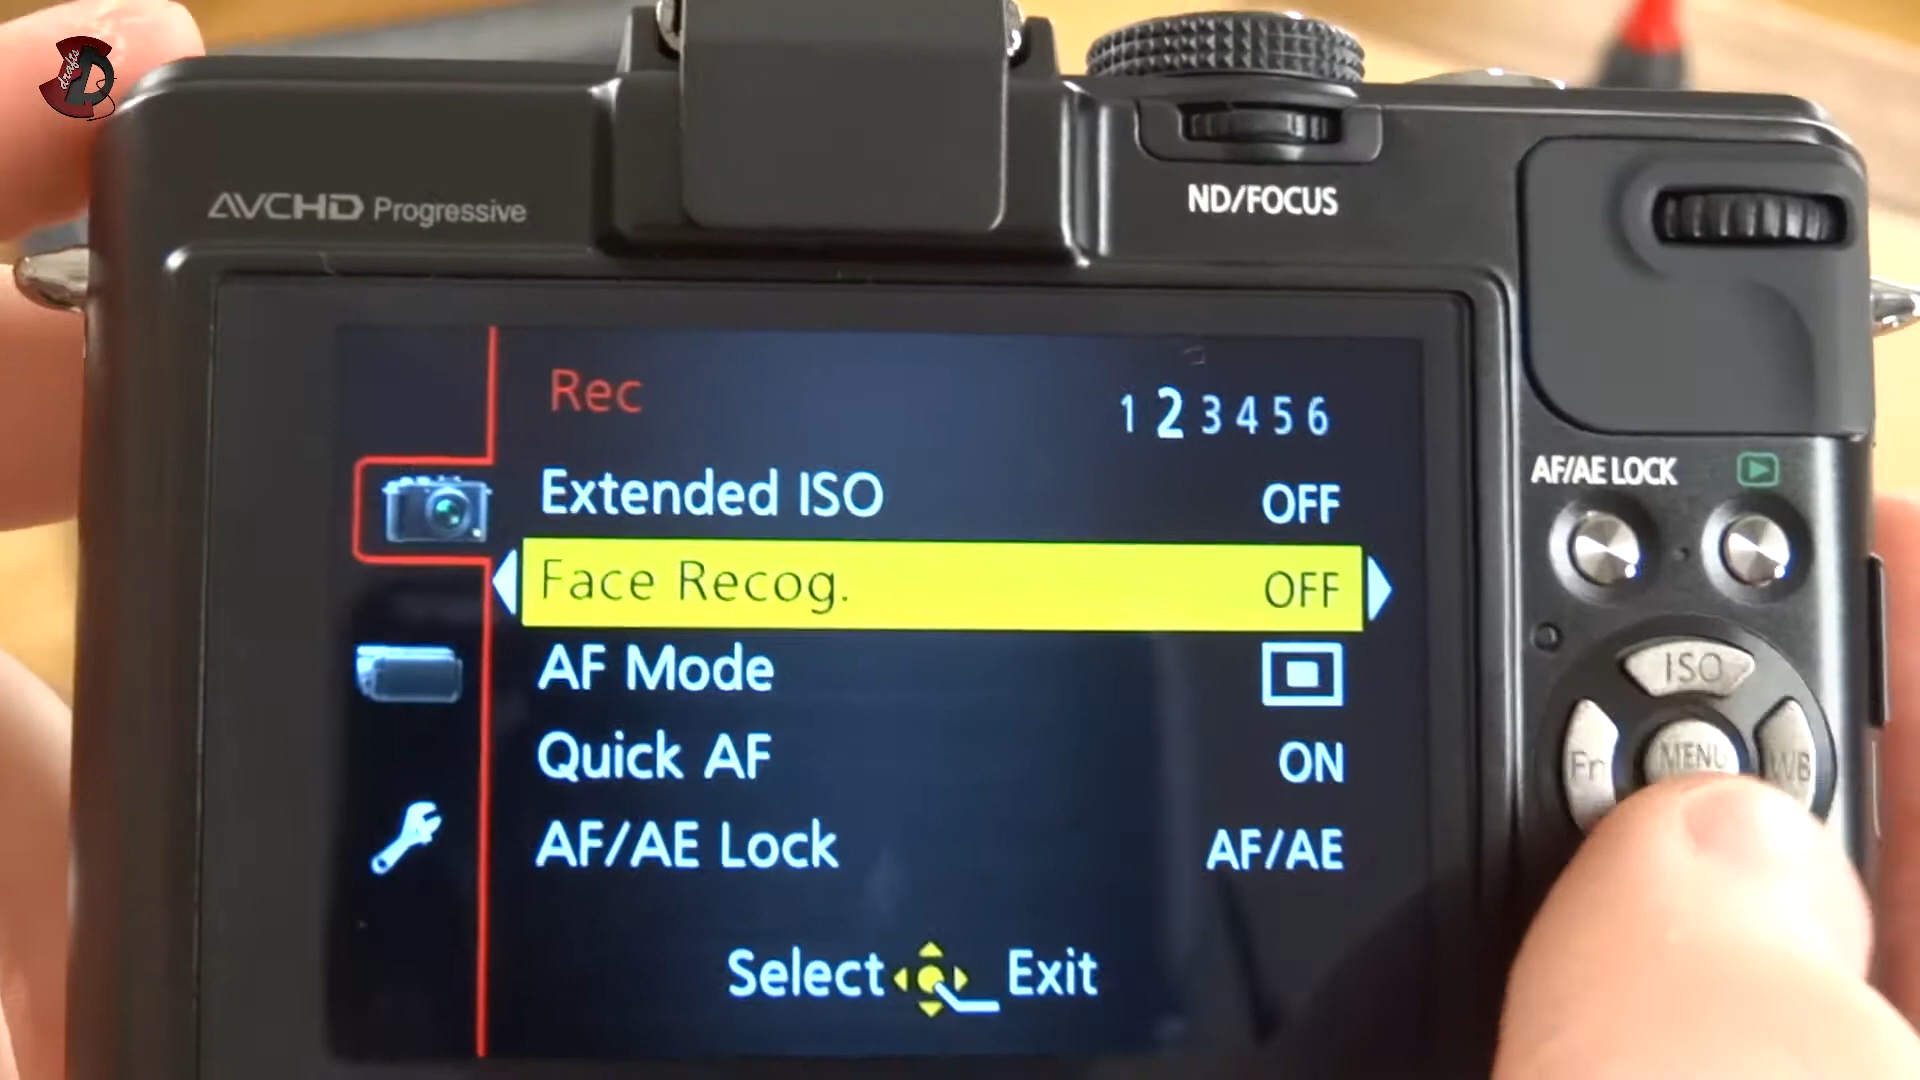 drafts
AVCHD Progressive
ND/FOCUS
Rec
1 2 3 4 5 6
Extended ISO OFF
Face Recog. OFF
AF Mode
Quick AF ON
AF/AE Lock AF/AE
Select Exit
AF/AE LOCK
ISO
Fn MENU WB